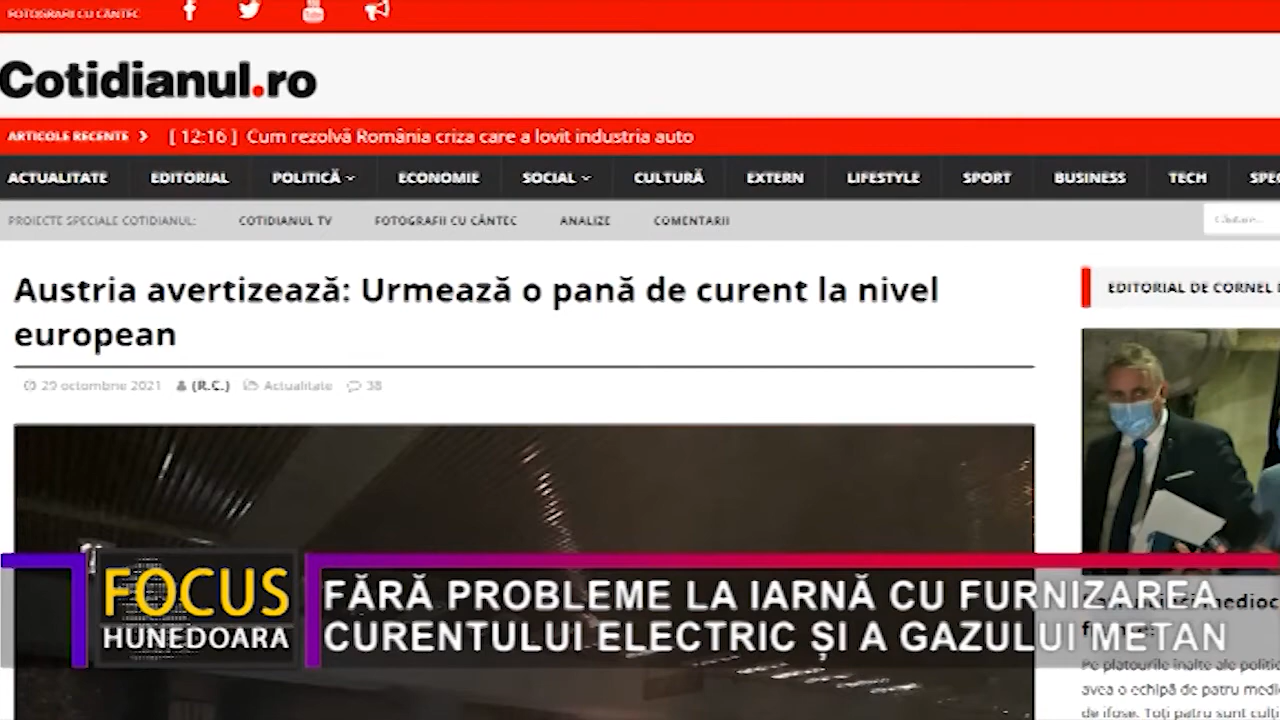 FOTOGRAFII CU CÂNTEC
Cotidianul.ro
ARTICOLE RECENTE
[ 12:16 ] Cum rezolvă România criza care a lovit industria auto
ACTUALITATE EDITORIAL POLITICĂ ECONOMIE SOCIAL CULTURĂ EXTERN LIFESTYLE SPORT BUSINESS TECH SPEC
PROIECTE SPECIALE COTIDIANUL: COTIDIANUL TV FOTOGRAFII CU CÂNTEC ANALIZE COMENTARII Căutare...
Austria avertizează: Urmează o pană de curent la nivel
european
29 octombrie 2021 (R.C.) Actualitate 38
EDITORIAL DE CORNEL
FOCUS
HUNEDOARA
FĂRĂ PROBLEME LA IARNĂ CU FURNIZAREA
CURENTULUI ELECTRIC ȘI A GAZULUI METAN
Pe platourile înalte ale politic
avea o echipă de patru medi
de ifose. Toți patru sunt culți